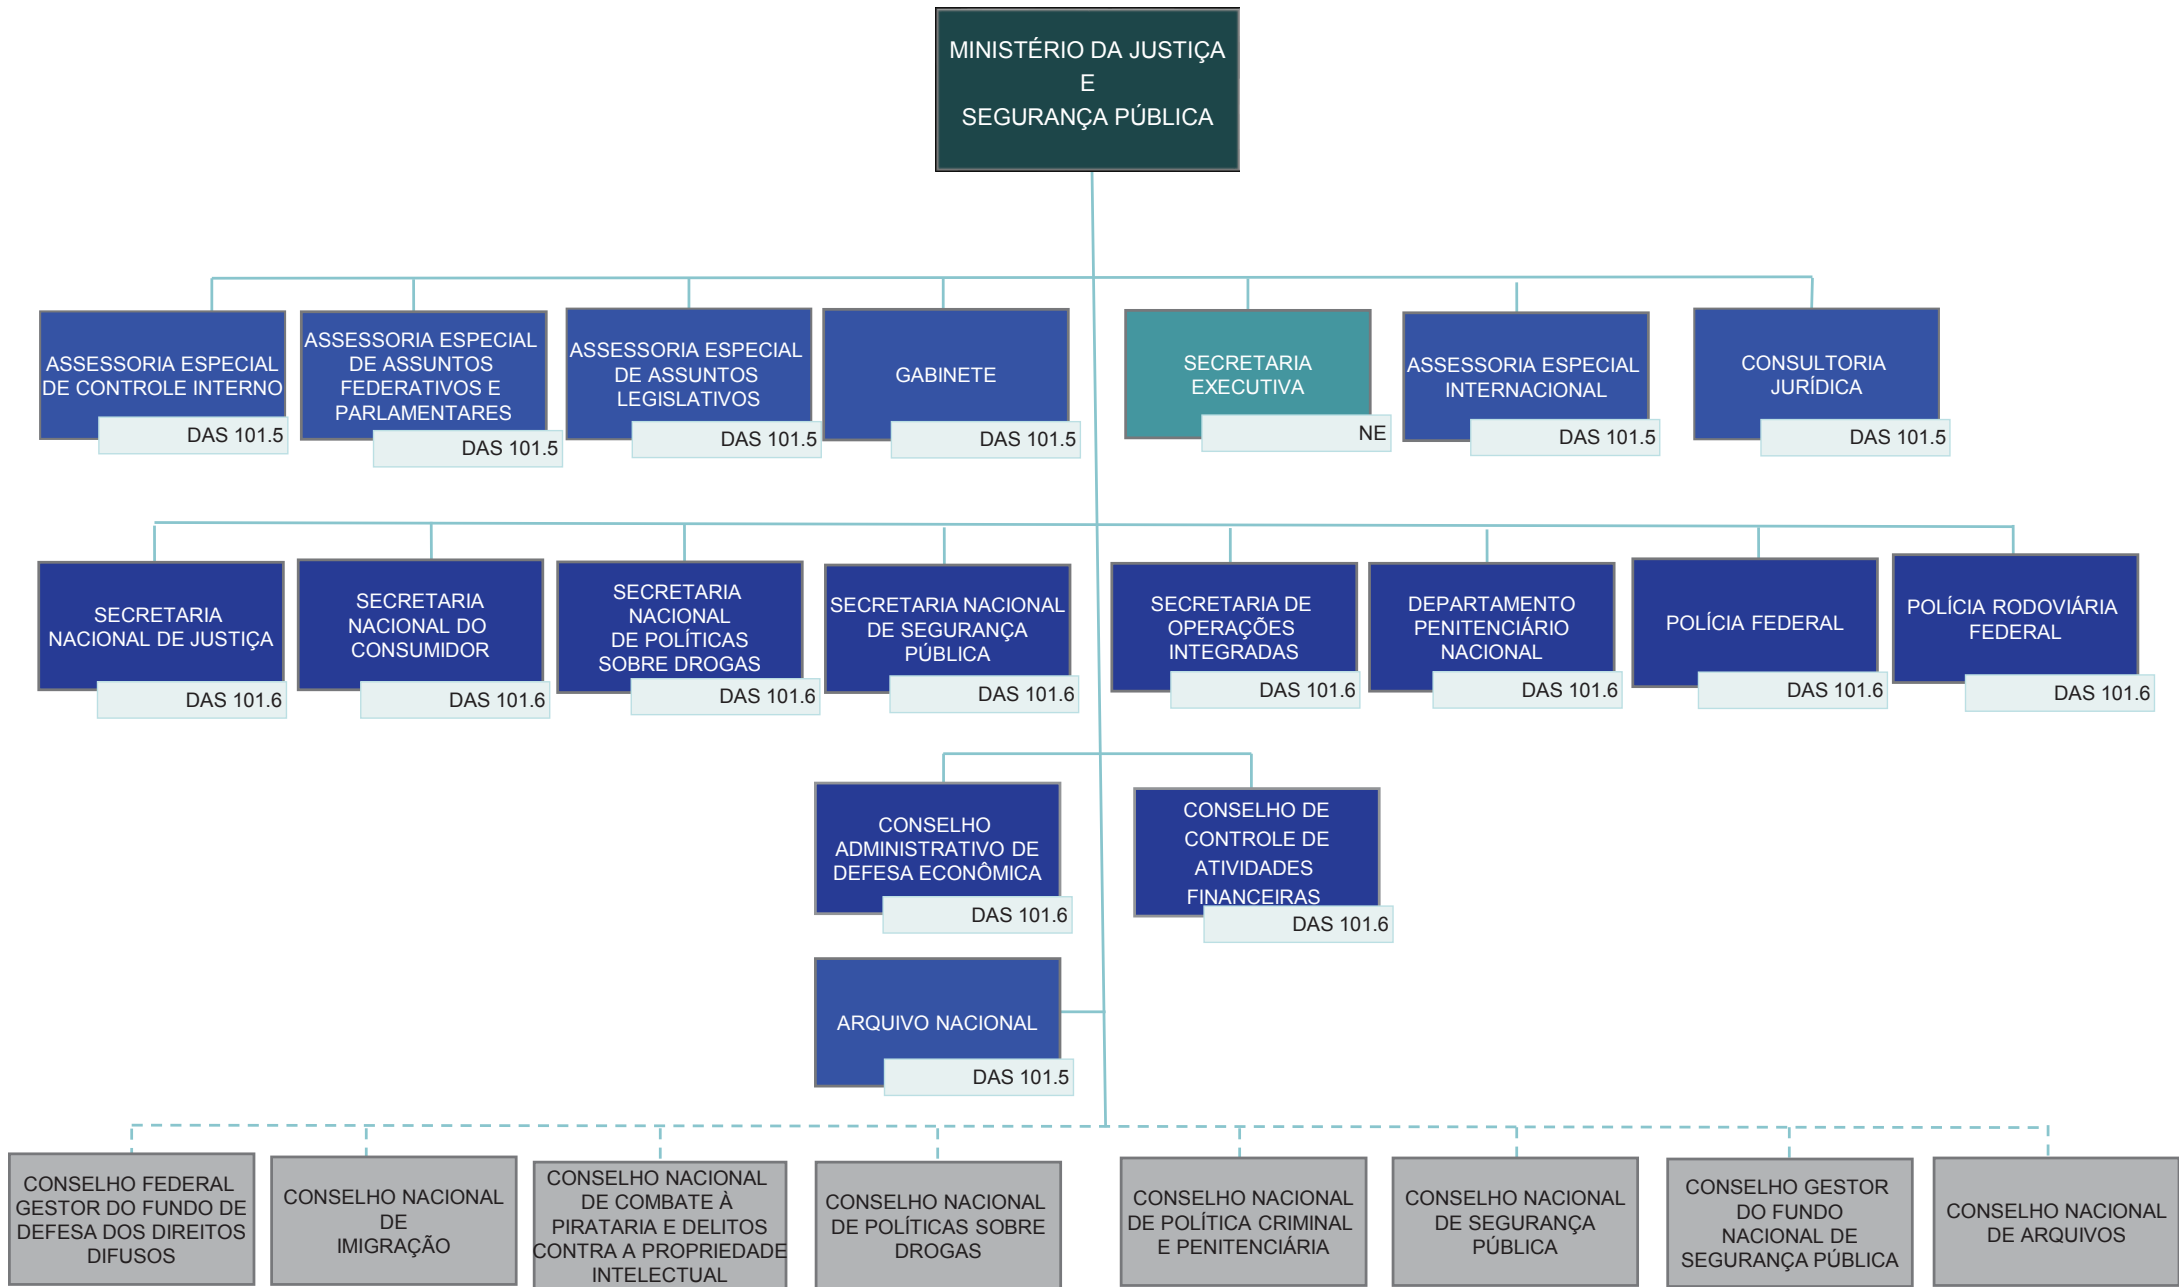 MINISTÉRIO DA JUSTIÇA
E
SEGURANÇA PÚBLICA
ASSESSORIA ESPECIAL
DE CONTROLE INTERNO
DAS 101.5
ASSESSORIA ESPECIAL
DE ASSUNTOS
FEDERATIVOS E
PARLAMENTARES
DAS 101.5
ASSESSORIA ESPECIAL
DE ASSUNTOS
LEGISLATIVOS
DAS 101.5
GABINETE
DAS 101.5
SECRETARIA
EXECUTIVA
NE
ASSESSORIA ESPECIAL
INTERNACIONAL
DAS 101.5
CONSULTORIA
JURÍDICA
DAS 101.5
SECRETARIA
NACIONAL DE JUSTIÇA
DAS 101.6
SECRETARIA
NACIONAL DO
CONSUMIDOR
DAS 101.6
SECRETARIA
NACIONAL
DE POLÍTICAS
SOBRE DROGAS
DAS 101.6
SECRETARIA NACIONAL
DE SEGURANÇA
PÚBLICA
DAS 101.6
SECRETARIA DE
OPERAÇÕES
INTEGRADAS
DAS 101.6
DEPARTAMENTO
PENITENCIÁRIO
NACIONAL
DAS 101.6
POLÍCIA FEDERAL
DAS 101.6
POLÍCIA RODOVIÁRIA
FEDERAL
DAS 101.6
CONSELHO
ADMINISTRATIVO DE
DEFESA ECONÔMICA
DAS 101.6
CONSELHO DE
CONTROLE DE
ATIVIDADES
FINANCEIRAS
DAS 101.6
ARQUIVO NACIONAL
DAS 101.5
CONSELHO FEDERAL
GESTOR DO FUNDO DE
DEFESA DOS DIREITOS
DIFUSOS
CONSELHO NACIONAL
DE
IMIGRAÇÃO
CONSELHO NACIONAL
DE COMBATE À
PIRATARIA E DELITOS
CONTRA A PROPRIEDADE
INTELECTUAL
CONSELHO NACIONAL
DE POLÍTICAS SOBRE
DROGAS
CONSELHO NACIONAL
DE POLÍTICA CRIMINAL
E PENITENCIÁRIA
CONSELHO NACIONAL
DE SEGURANÇA
PÚBLICA
CONSELHO GESTOR
DO FUNDO
NACIONAL DE
SEGURANÇA PÚBLICA
CONSELHO NACIONAL
DE ARQUIVOS